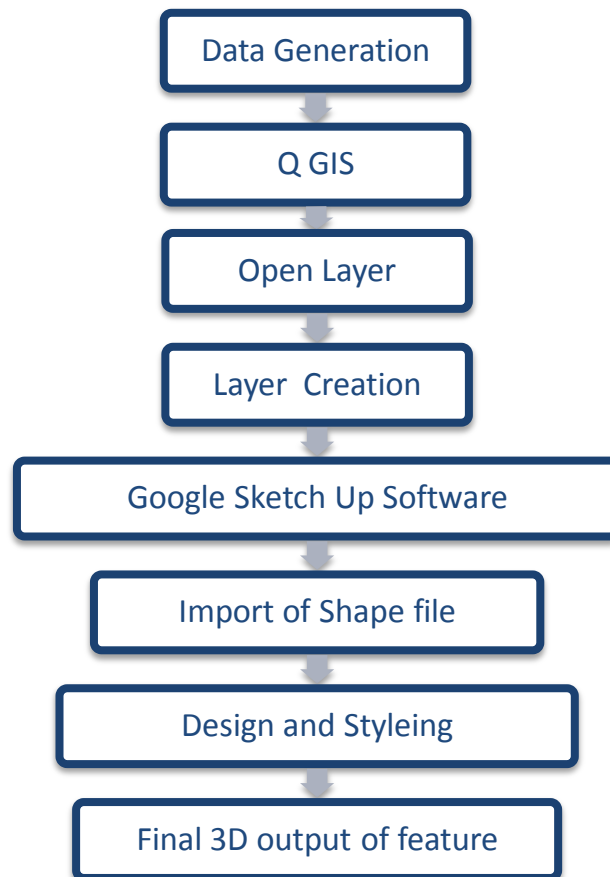 Data Generation
Q GIS
Open Layer
Layer Creation
Google Sketch Up Software
Import of Shape file
Design and Styleing
Final 3D output of feature